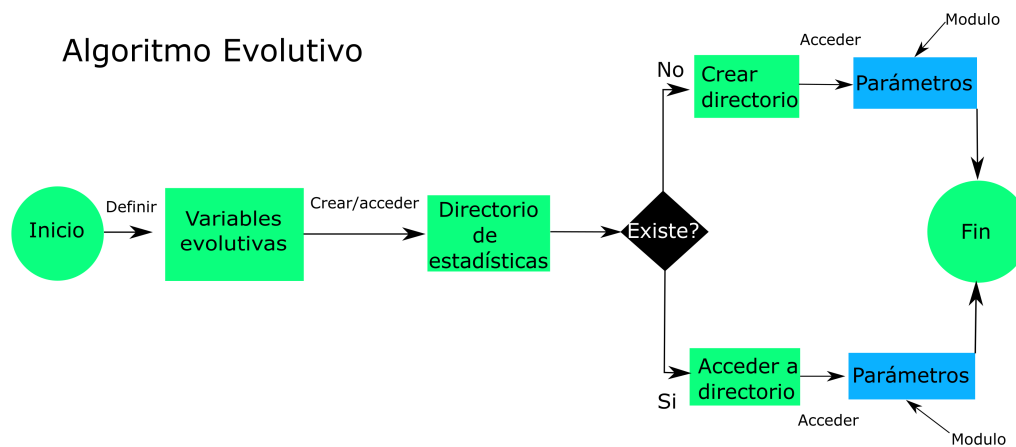 Algoritmo Evolutivo
Inicio
Definir
Variables
evolutivas
Crear/acceder
Directorio
de
estadísticas
Existe?
No
Crear
directorio
Acceder
Modulo
Parámetros
Si
Acceder a
directorio
Acceder
Parámetros
Modulo
Fin